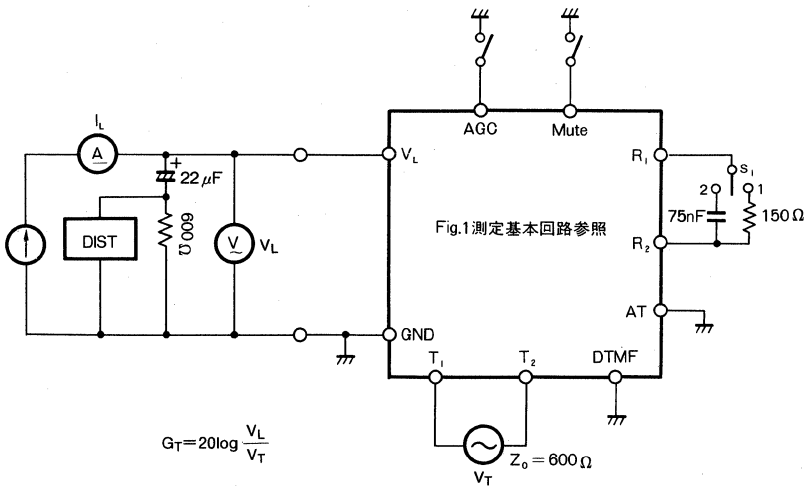 AGC
Mute
I_L
A
+
22μF
600Ω
DIST
V
V_L
V_L
GND
Fig.1測定基本回路参照
R_1
S_1
2
1
75nF
150Ω
R_2
AT
T_1
T_2
DTMF
G_T=20log V_L/V_T
V_T
Z_0=600Ω